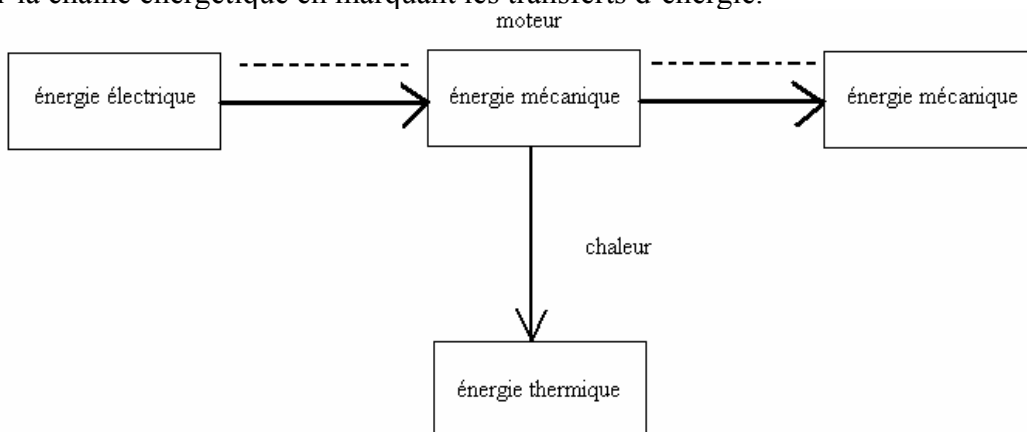 la chaîne énergétique en marquant les transferts d'énergie.
moteur
énergie électrique
énergie mécanique
énergie mécanique
chaleur
énergie thermique